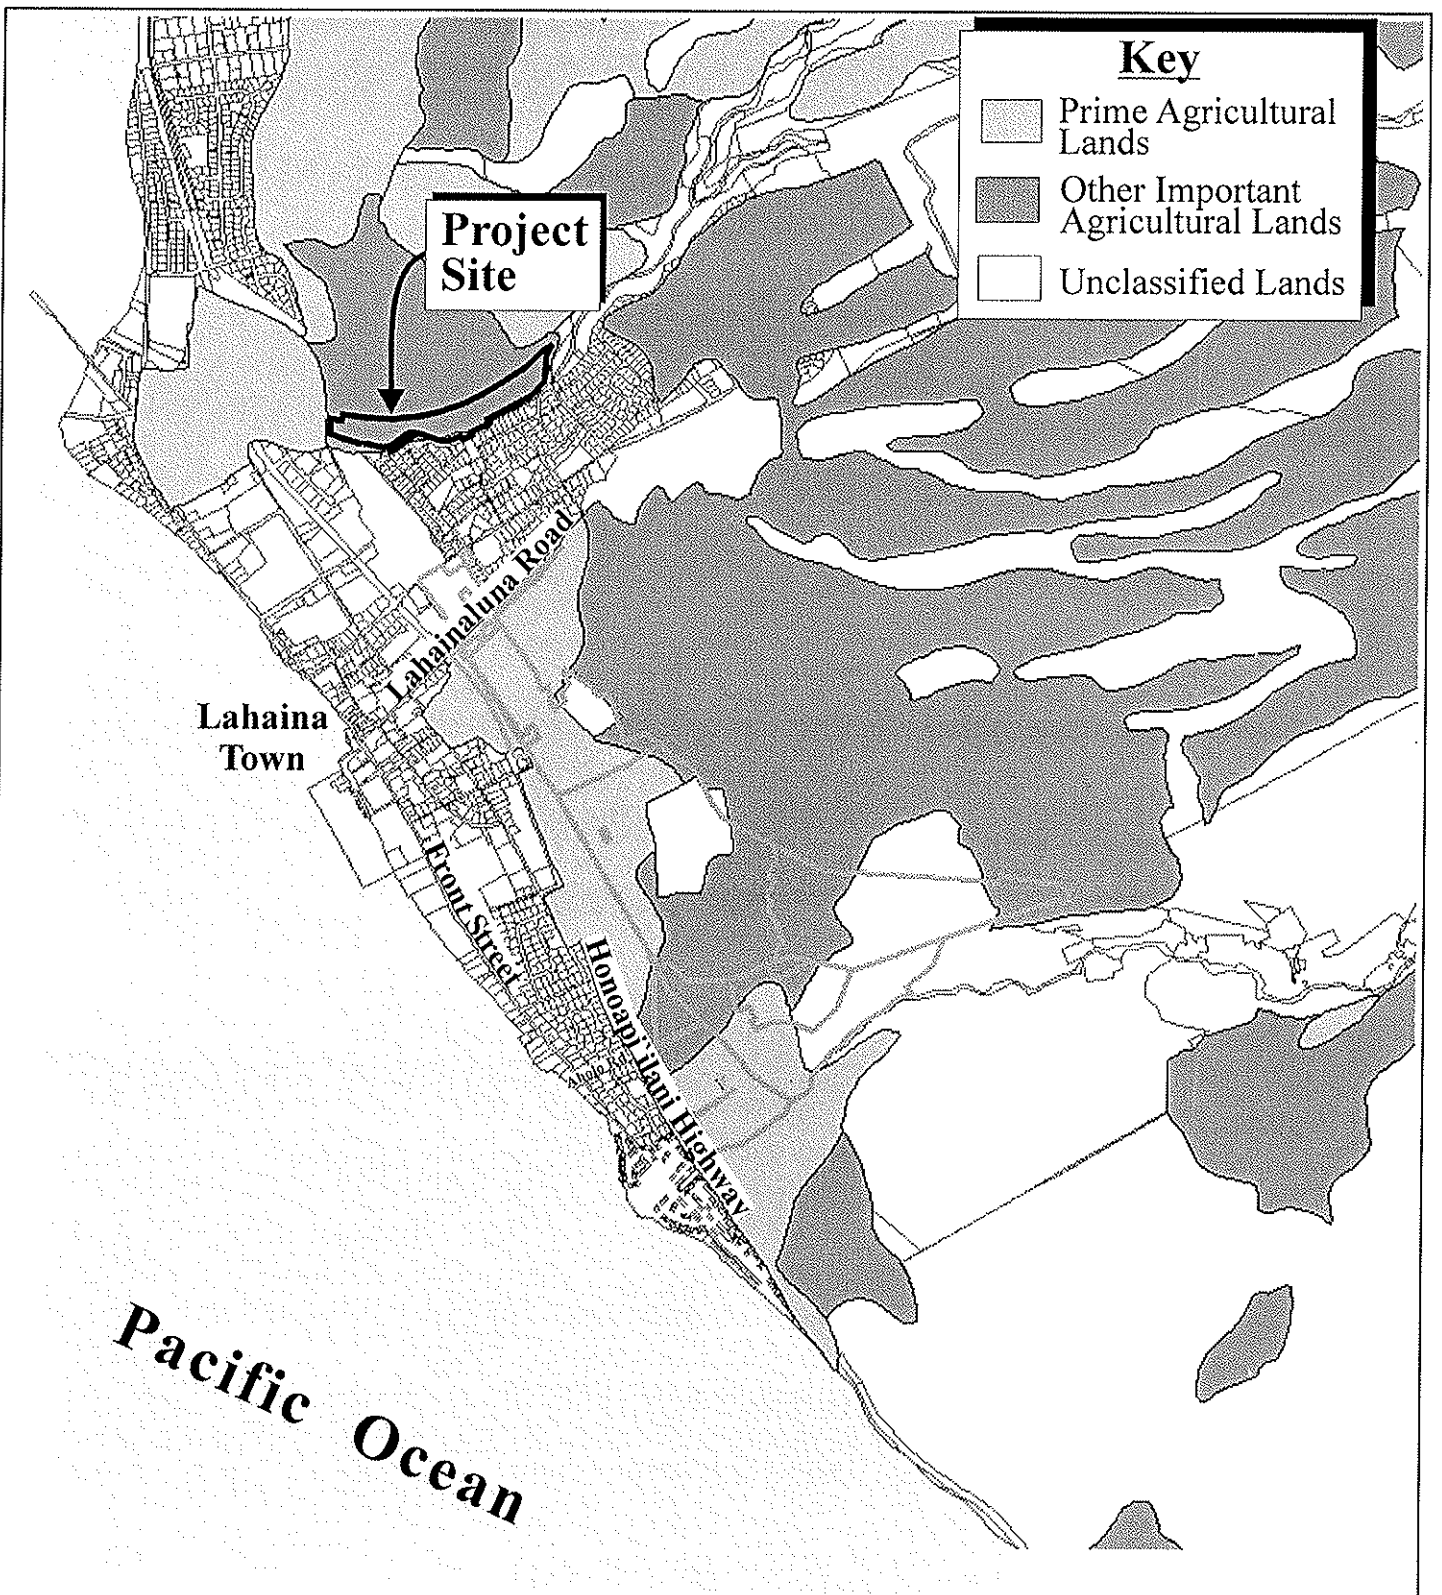 Key
Prime Agricultural
Lands
Other Important
Agricultural Lands
Unclassified Lands
Project
Site
Lahainaluna Road
Lahaina
Town
Front Street
Honoapi`ilani Highway
Aholo
Pacific Ocean